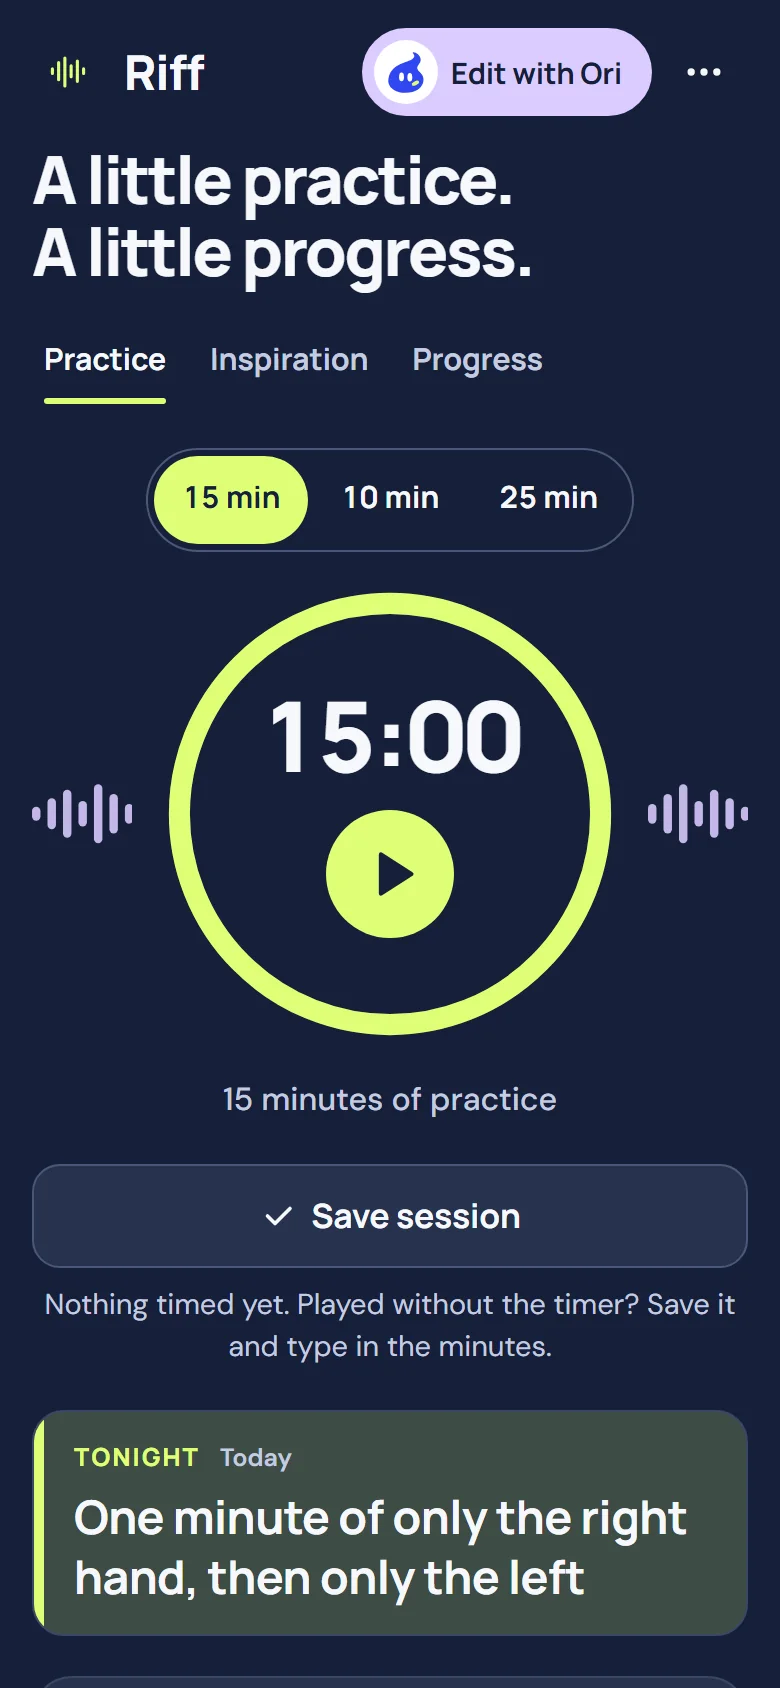 Riff
Edit with Ori
A little practice.
A little progress.
Practice
Inspiration
Progress
15 min
10 min
25 min
15:00
15 minutes of practice
Save session
Nothing timed yet. Played without the timer? Save it
and type in the minutes.
TONIGHT Today
One minute of only the right
hand, then only the left